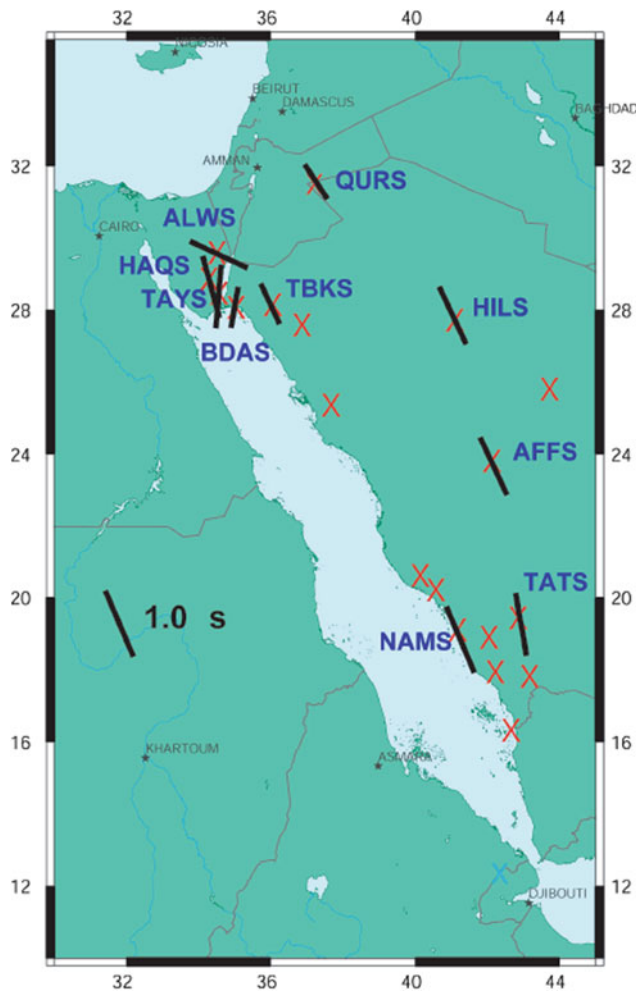 32 36 40 44
NICOSIA
BEIRUT
DAMASCUS
BAGHDAD
32 AMMAN QURS 32
ALWS
CAIRO
HAQS
TAYS TBKS
28 HILS 28
BDAS
24 AFFS 24
TATS
20 1.0 s 20
NAMS
16 KHARTOUM ASMARA 16
12 DJIBOUTI 12
32 36 40 44